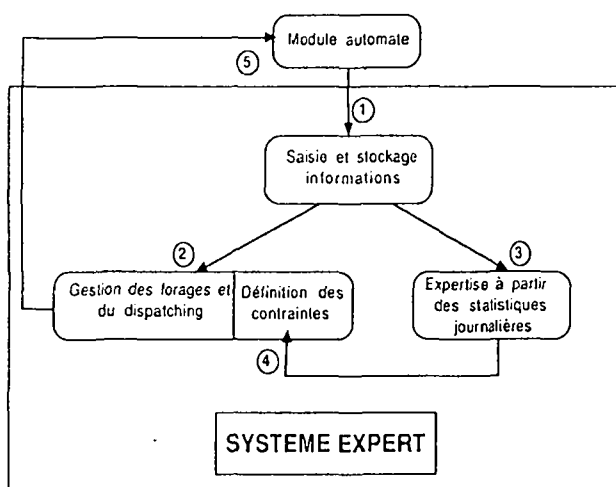 Module automate
5
1
Saisie et stockage
informations
2
3
Gestion des forages et
du dispatching
Définition des
contraintes
Expertise à partir
des statistiques
journalières
4
SYSTEME EXPERT